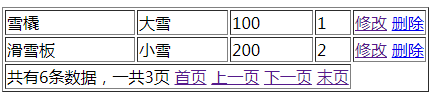 雪橇 大雪 100 1 修改 删除
滑雪板 小雪 200 2 修改 删除
共有6条数据，一共3页 首页 上一页 下一页 末页